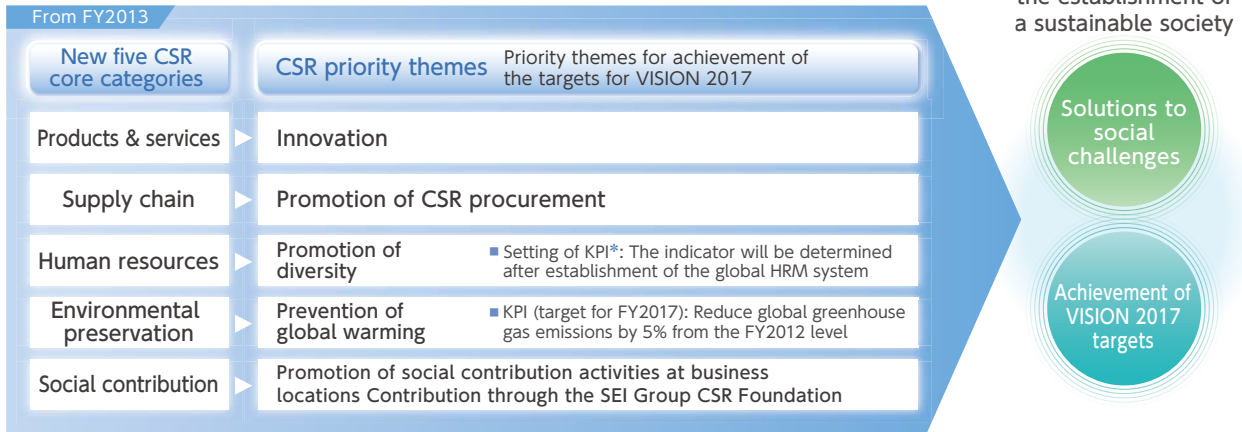 From FY2013
New five CSR
core categories
CSR priority themes
Priority themes for achievement of
the targets for VISION 2017
Products & services
Innovation
Supply chain
Promotion of CSR procurement
Human resources
Promotion of
diversity
■ Setting of KPI*: The indicator will be determined
after establishment of the global HRM system
Environmental
preservation
Prevention of
global warming
■ KPI (target for FY2017): Reduce global greenhouse
gas emissions by 5% from the FY2012 level
Social contribution
Promotion of social contribution activities at business
locations Contribution through the SEI Group CSR Foundation
the establishment of
a sustainable society
Solutions to
social
challenges
Achievement of
VISION 2017
targets